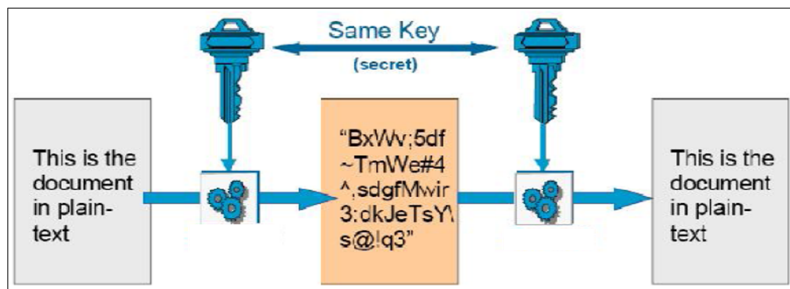 Same Key
(secret)
This is the
document
in plain-
text
“BxWv;5df
~TmWe#4
^,sdgfMwir
3:dkJeTsY\
s@!q3”
This is the
document
in plain-
text